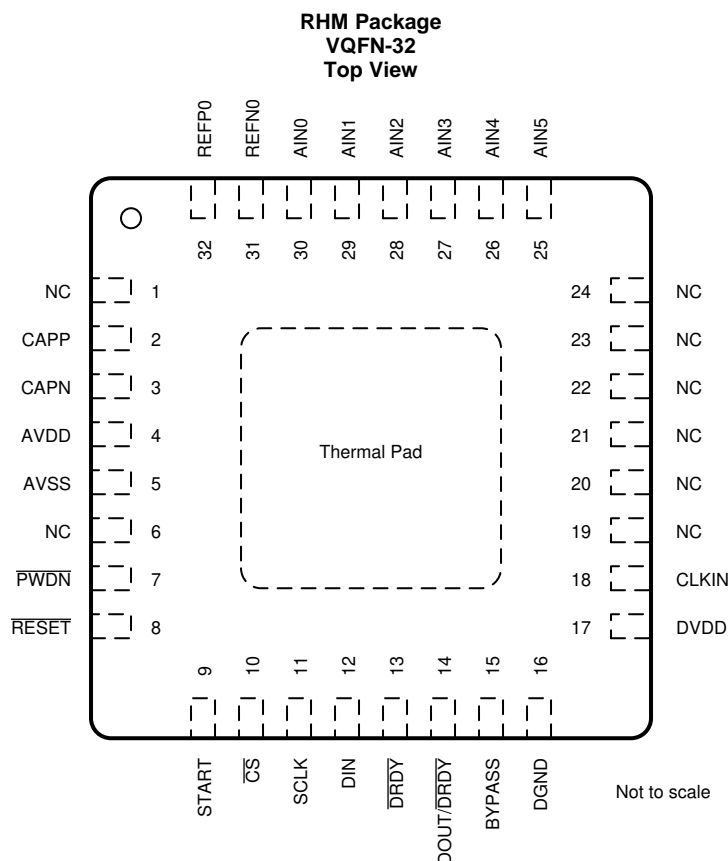 RHM Package
VQFN-32
Top View
REFP0
REFN0
AIN0
AIN1
AIN2
AIN3
AIN4
AIN5
32
31
30
29
28
27
26
25
NC 1
CAPP 2
CAPN 3
AVDD 4
AVSS 5
NC 6
PWDN 7
RESET 8
Thermal Pad
24 NC
23 NC
22 NC
21 NC
20 NC
19 NC
18 CLKIN
17 DVDD
9
10
11
12
13
14
15
16
START
CS
SCLK
DIN
DRDY
DOUT/DRDY
BYPASS
DGND
Not to scale